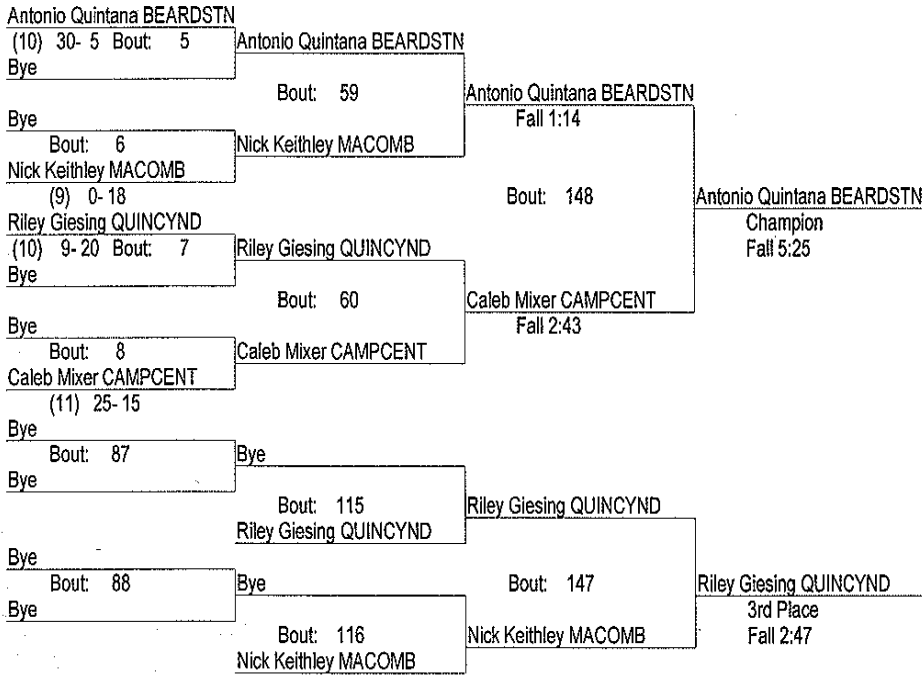 Antonio Quintana BEARDSTN
(10) 30- 5 Bout: 5
Antonio Quintana BEARDSTN
Bye
Bout: 59
Antonio Quintana BEARDSTN
Bye
Fall 1:14
Bout: 6
Nick Keithley MACOMB
Nick Keithley MACOMB
(9) 0- 18
Bout: 148
Antonio Quintana BEARDSTN
Riley Giesing QUINCYND
Champion
(10) 9- 20 Bout: 7
Riley Giesing QUINCYND
Fall 5:25
Bye
Bout: 60
Caleb Mixer CAMPCENT
Bye
Fall 2:43
Bout: 8
Caleb Mixer CAMPCENT
Caleb Mixer CAMPCENT
(11) 25- 15
Bye
Bout: 87
Bye
Bye
Bout: 115
Riley Giesing QUINCYND
Riley Giesing QUINCYND
Bye
Bout: 88
Bye
Bout: 147
Riley Giesing QUINCYND
Bye
3rd Place
Bout: 116
Nick Keithley MACOMB
Fall 2:47
Nick Keithley MACOMB